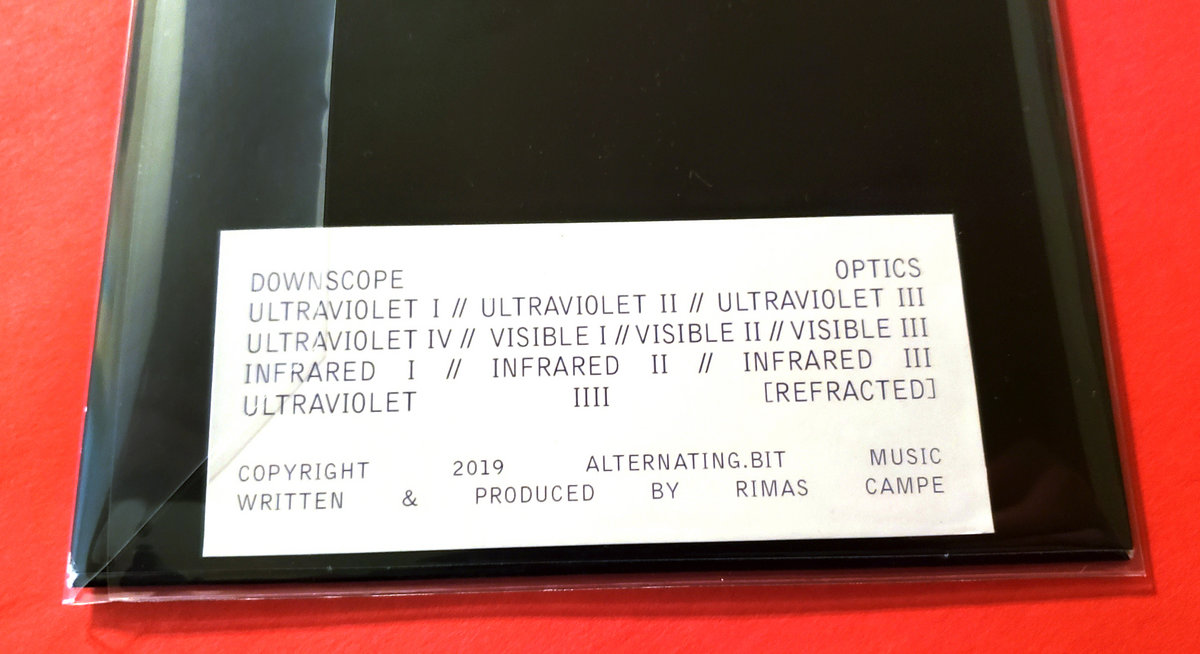 DOWNSCOPE OPTICS
ULTRAVIOLET I // ULTRAVIOLET II // ULTRAVIOLET III
ULTRAVIOLET IV // VISIBLE I // VISIBLE II // VISIBLE III
INFRARED I // INFRARED II // INFRARED III
ULTRAVIOLET IIII [REFRACTED]
COPYRIGHT 2019 ALTERNATING.BIT MUSIC
WRITTEN & PRODUCED BY RIMAS CAMPE